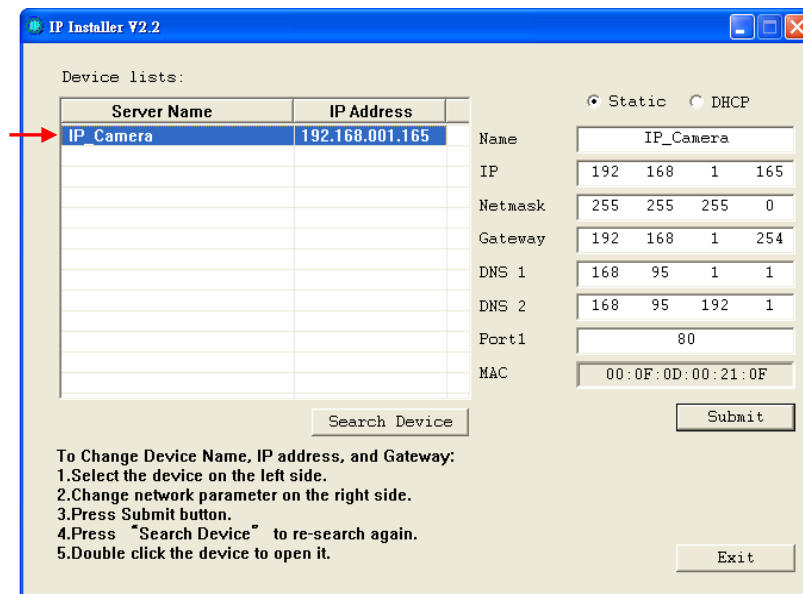 IP Installer V2.2
Device lists:
Static DHCP
Server Name IP Address
IP_Camera 192.168.001.165
Name IP_Camera
IP 192 168 1 165
Netmask 255 255 255 0
Gateway 192 168 1 254
DNS 1 168 95 1 1
DNS 2 168 95 192 1
Port1 80
MAC 00:0F:0D:00:21:0F
Search Device
Submit
To Change Device Name, IP address, and Gateway:
1.Select the device on the left side.
2.Change network parameter on the right side.
3.Press Submit button.
4.Press “Search Device” to re-search again.
5.Double click the device to open it.
Exit